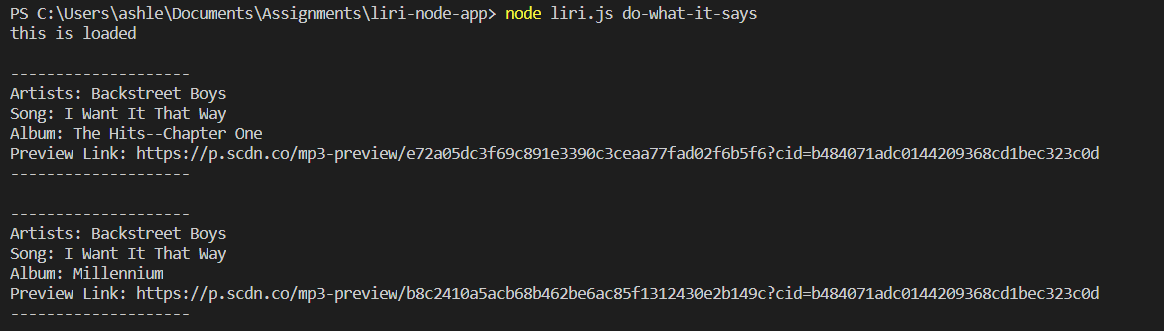 PS C:\Users\ashle\Documents\Assignments\liri-node-app> node liri.js do-what-it-says
this is loaded
--------------------
Artists: Backstreet Boys
Song: I Want It That Way
Album: The Hits--Chapter One
Preview Link: https://p.scdn.co/mp3-preview/e72a05dc3f69c891e3390c3ceaa77fad02f6b5f6?cid=b484071adc0144209368cd1bec323c0d
--------------------
--------------------
Artists: Backstreet Boys
Song: I Want It That Way
Album: Millennium
Preview Link: https://p.scdn.co/mp3-preview/b8c2410a5acb68b462be6ac85f1312430e2b149c?cid=b484071adc0144209368cd1bec323c0d
--------------------